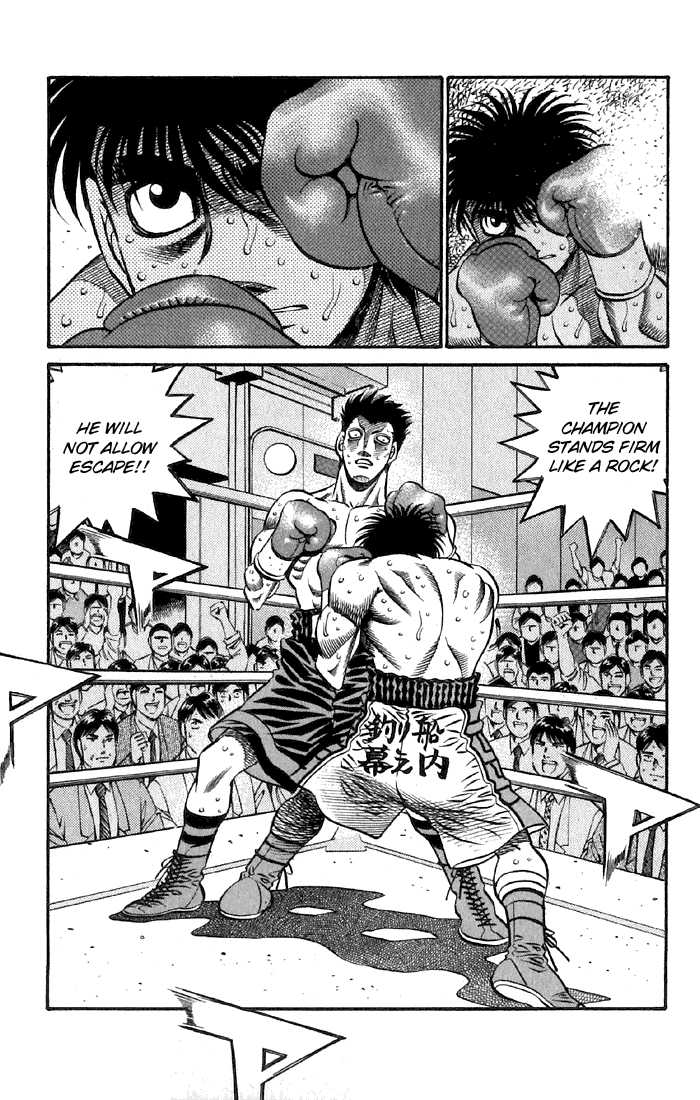 THE
CHAMPION
STANDS FIRM
LIKE A ROCK!
HE WILL
NOT ALLOW
ESCAPE!!
釣り船
幕之内